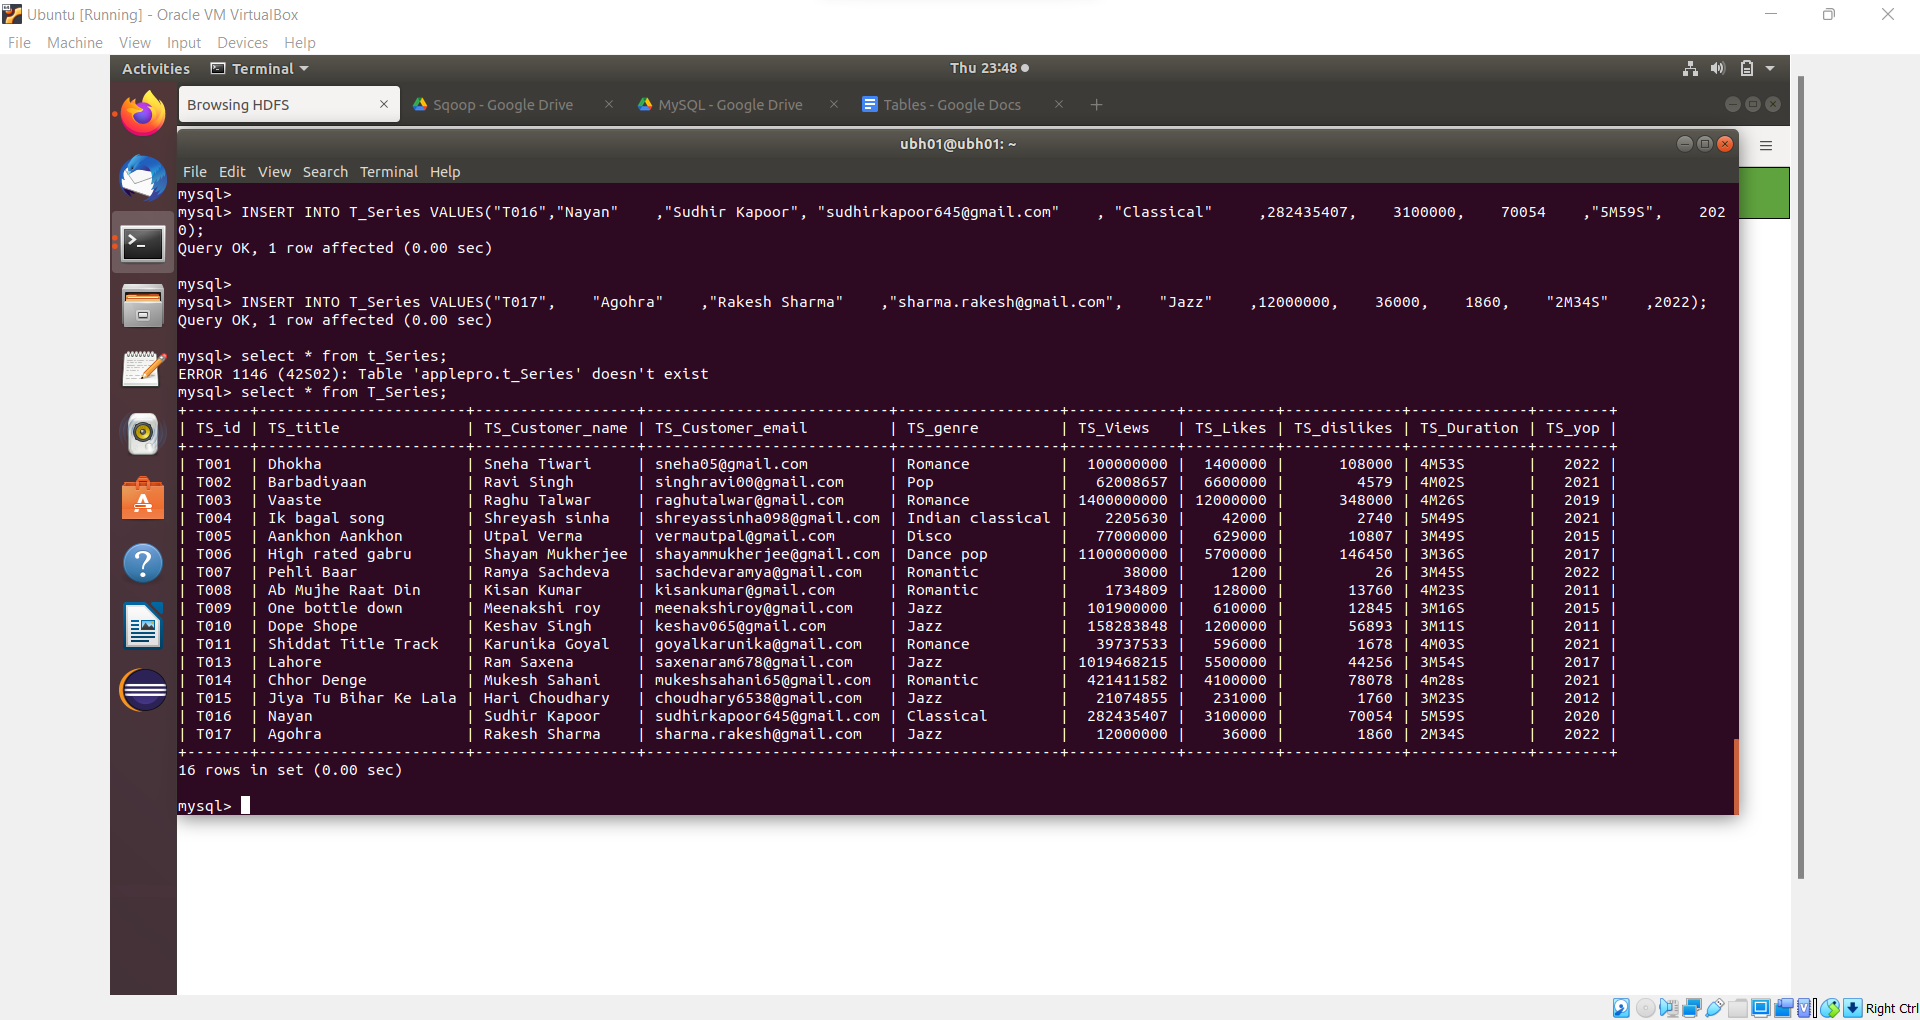 Ubuntu [Running] - Oracle VM VirtualBox
File Machine View Input Devices Help
Activities Terminal Thu 23:48
Browsing HDFS Sqoop - Google Drive MySQL - Google Drive Tables - Google Docs
ubh01@ubh01: ~
File Edit View Search Terminal Help
mysql>
mysql> INSERT INTO T_Series VALUES("T016","Nayan"    ,"Sudhir Kapoor", "sudhirkapoor645@gmail.com"    , "Classical"     ,282435407,    3100000,    70054    ,"5M59S",    202
0);
Query OK, 1 row affected (0.00 sec)
mysql>
mysql> INSERT INTO T_Series VALUES("T017",    "Agohra"    ,"Rakesh Sharma"    ,"sharma.rakesh@gmail.com",    "Jazz"    ,12000000,    36000,    1860,    "2M34S"    ,2022);
Query OK, 1 row affected (0.00 sec)
mysql> select * from t_Series;
ERROR 1146 (42S02): Table 'applepro.t_Series' doesn't exist
mysql> select * from T_Series;
+-------+-----------------------+------------------+---------------------------+------------------+------------+----------+-------------+-------------+--------+
| TS_id | TS_title              | TS_Customer_name | TS_Customer_email         | TS_genre         | TS_Views   | TS_Likes | TS_dislikes | TS_Duration | TS_yop |
+-------+-----------------------+------------------+---------------------------+------------------+------------+----------+-------------+-------------+--------+
| T001  | Dhokha                | Sneha Tiwari     | sneha05@gmail.com         | Romance          |  100000000 |  1400000 |      108000 | 4M53S       |   2022 |
| T002  | Barbadiyaan           | Ravi Singh       | singhravi00@gmail.com     | Pop              |   62008657 |  6600000 |        4579 | 4M02S       |   2021 |
| T003  | Vaaste                | Raghu Talwar     | raghutalwar@gmail.com     | Romance          | 1400000000 | 12000000 |      348000 | 4M26S       |   2019 |
| T004  | Ik bagal song         | Shreyash sinha   | shreyassinha098@gmail.com | Indian classical |    2205630 |    42000 |        2740 | 5M49S       |   2021 |
| T005  | Aankhon Aankhon       | Utpal Verma      | vermautpal@gmail.com      | Disco            |   77000000 |   629000 |       10807 | 3M49S       |   2015 |
| T006  | High rated gabru      | Shayam Mukherjee | shayammukherjee@gmail.com | Dance pop        | 1100000000 |  5700000 |      146450 | 3M36S       |   2017 |
| T007  | Pehli Baar            | Ramya Sachdeva   | sachdevaramya@gmail.com   | Romantic         |      38000 |     1200 |          26 | 3M45S       |   2022 |
| T008  | Ab Mujhe Raat Din     | Kisan Kumar      | kisankumar@gmail.com      | Romantic         |    1734809 |   128000 |       13760 | 4M23S       |   2011 |
| T009  | One bottle down       | Meenakshi roy    | meenakshiroy@gmail.com    | Jazz             |  101900000 |   610000 |       12845 | 3M16S       |   2015 |
| T010  | Dope Shope            | Keshav Singh     | keshav065@gmail.com       | Jazz             |  158283848 |  1200000 |       56893 | 3M11S       |   2011 |
| T011  | Shiddat Title Track   | Karunika Goyal   | goyalkarunika@gmail.com   | Romance          |   39737533 |   596000 |        1678 | 4M03S       |   2021 |
| T013  | Lahore                | Ram Saxena       | saxenaram678@gmail.com    | Jazz             | 1019468215 |  5500000 |       44256 | 3M54S       |   2017 |
| T014  | Chhor Denge           | Mukesh Sahani    | mukeshsahani65@gmail.com  | Romantic         |  421411582 |  4100000 |       78078 | 4m28s       |   2021 |
| T015  | Jiya Tu Bihar Ke Lala | Hari Choudhary   | choudhary6538@gmail.com   | Jazz             |   21074855 |   231000 |        1760 | 3M23S       |   2012 |
| T016  | Nayan                 | Sudhir Kapoor    | sudhirkapoor645@gmail.com | Classical        |  282435407 |  3100000 |       70054 | 5M59S       |   2020 |
| T017  | Agohra                | Rakesh Sharma    | sharma.rakesh@gmail.com   | Jazz             |   12000000 |    36000 |        1860 | 2M34S       |   2022 |
+-------+-----------------------+------------------+---------------------------+------------------+------------+----------+-------------+-------------+--------+
16 rows in set (0.00 sec)
mysql>
Right Ctrl